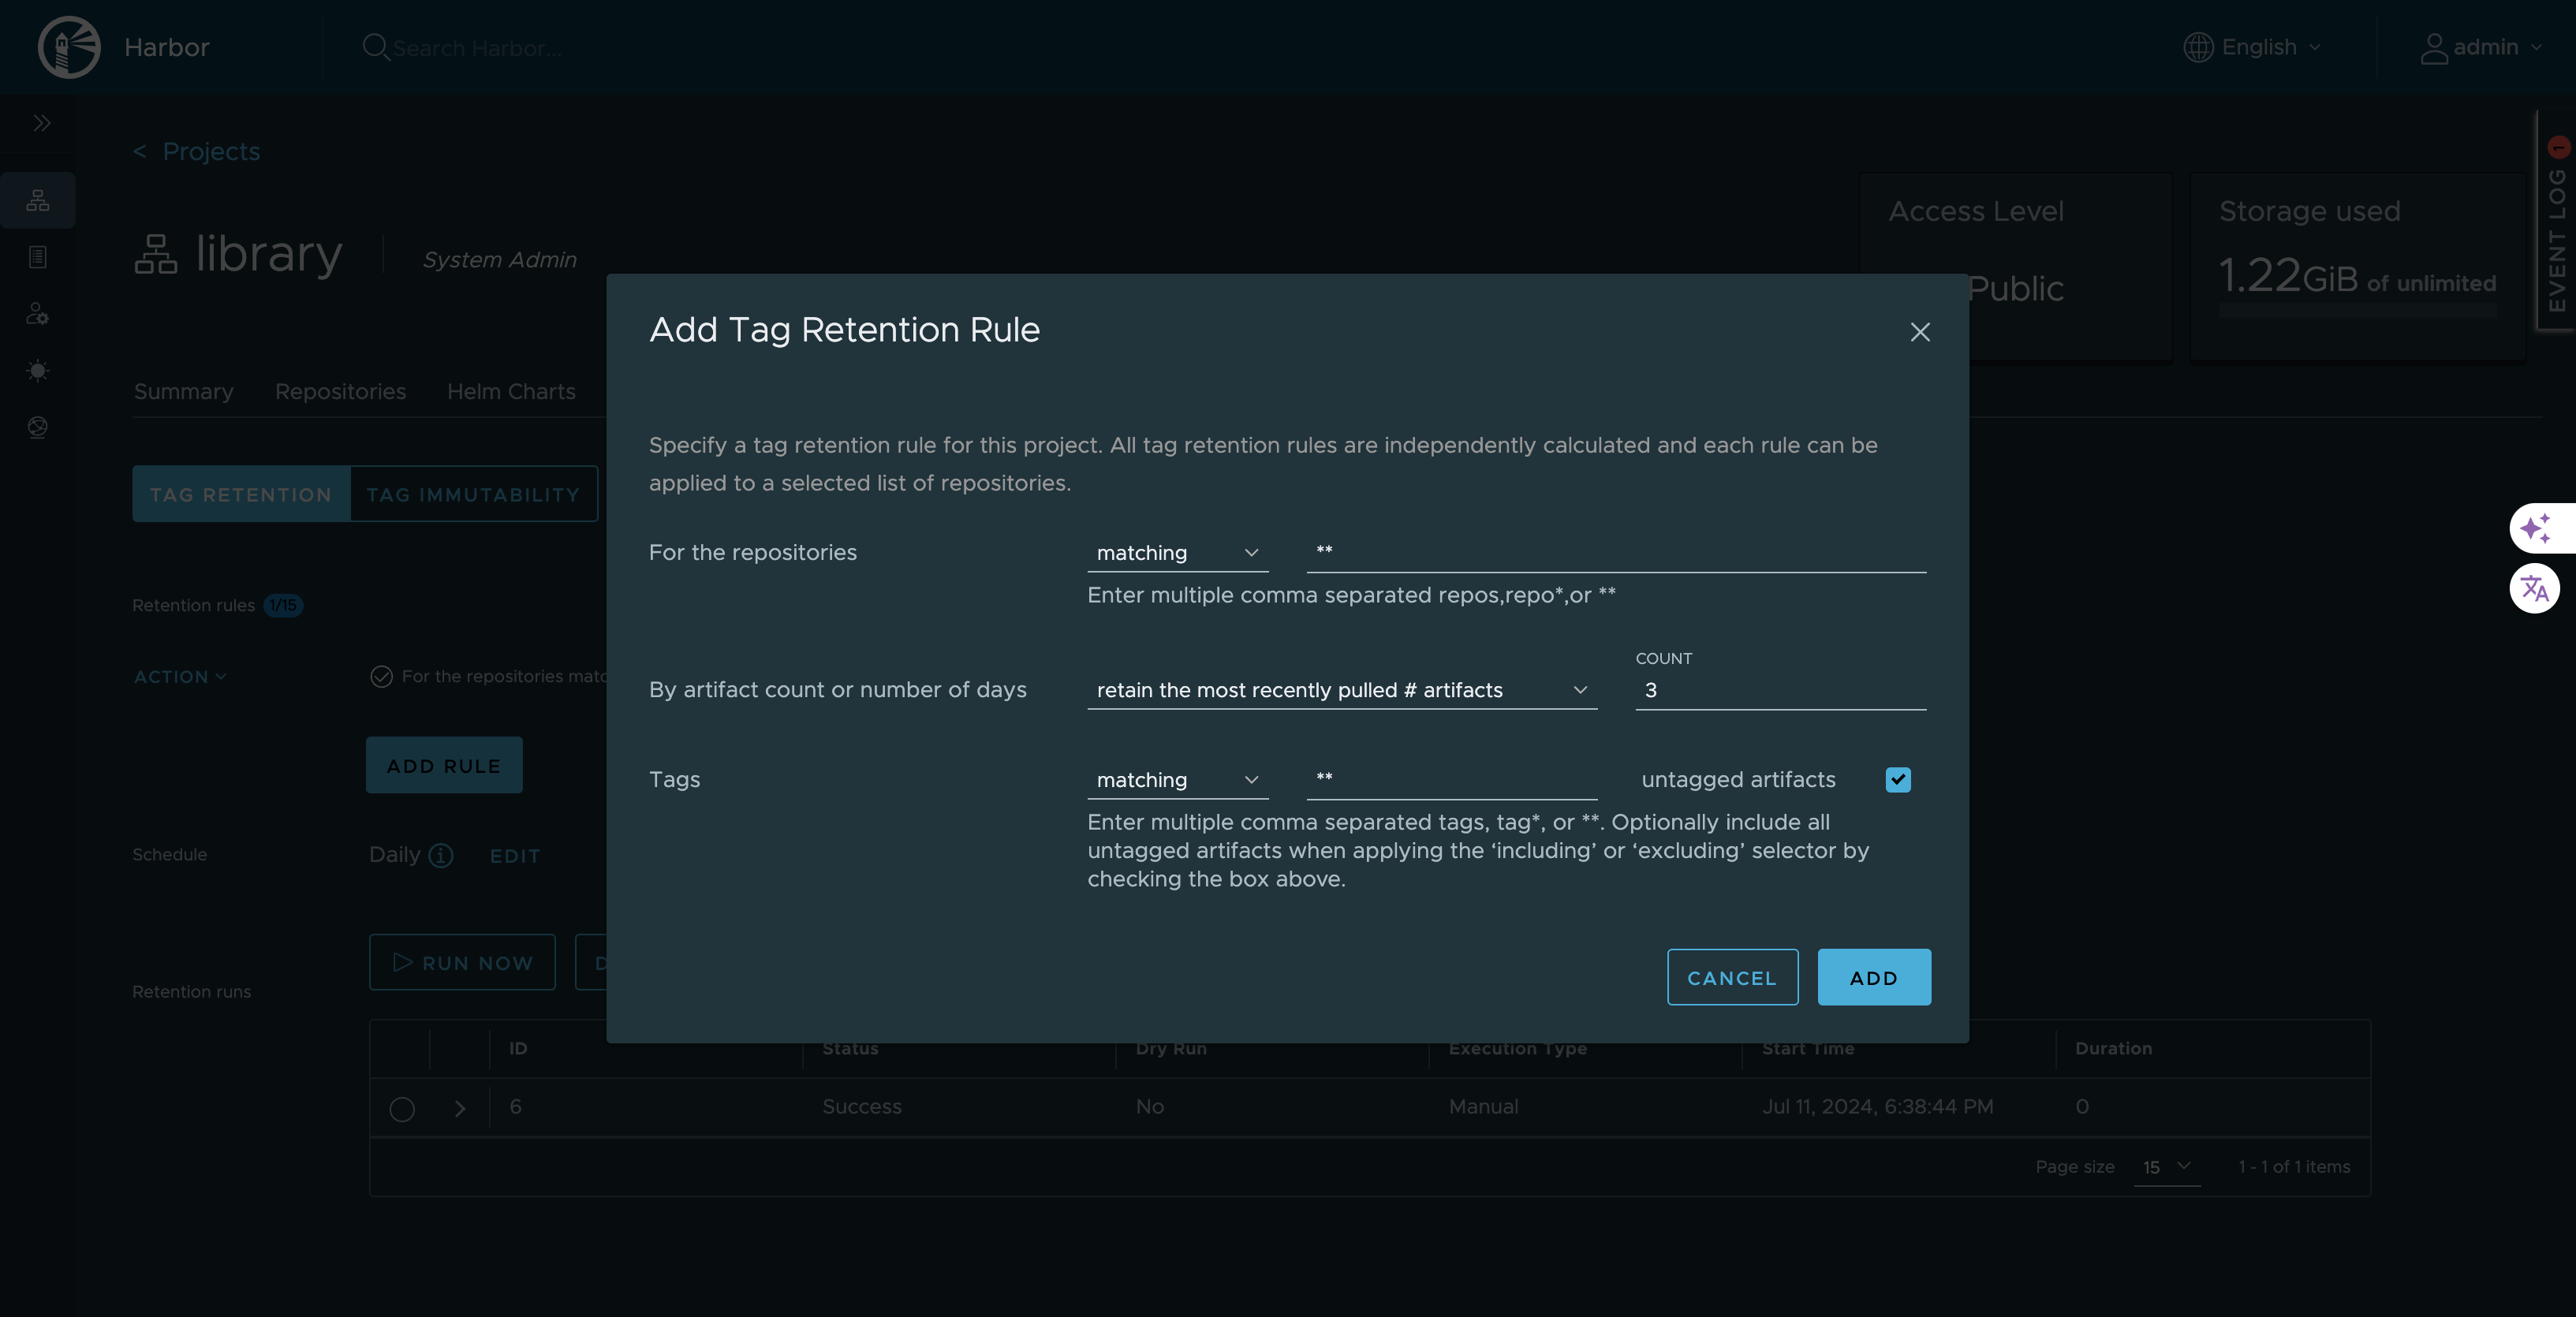 Harbor
Search Harbor...
English
admin
< Projects
library
System Admin
Access Level
Public
Storage used
1.22GiB of unlimited
EVENT LOG 1
Summary Repositories Helm Charts
TAG RETENTION TAG IMMUTABILITY
Retention rules 1/15
ACTION
For the repositories matc
ADD RULE
Schedule
Daily
EDIT
Retention runs
RUN NOW
D
ID Status Dry Run Execution Type Start Time Duration
6 Success No Manual Jul 11, 2024, 6:38:44 PM 0
Page size 15 1 - 1 of 1 items
Add Tag Retention Rule
Specify a tag retention rule for this project. All tag retention rules are independently calculated and each rule can be
applied to a selected list of repositories.
For the repositories matching **
Enter multiple comma separated repos,repo*,or **
COUNT
By artifact count or number of days retain the most recently pulled # artifacts 3
Tags matching ** untagged artifacts
Enter multiple comma separated tags, tag*, or **. Optionally include all
untagged artifacts when applying the ‘including’ or ‘excluding’ selector by
checking the box above.
CANCEL ADD